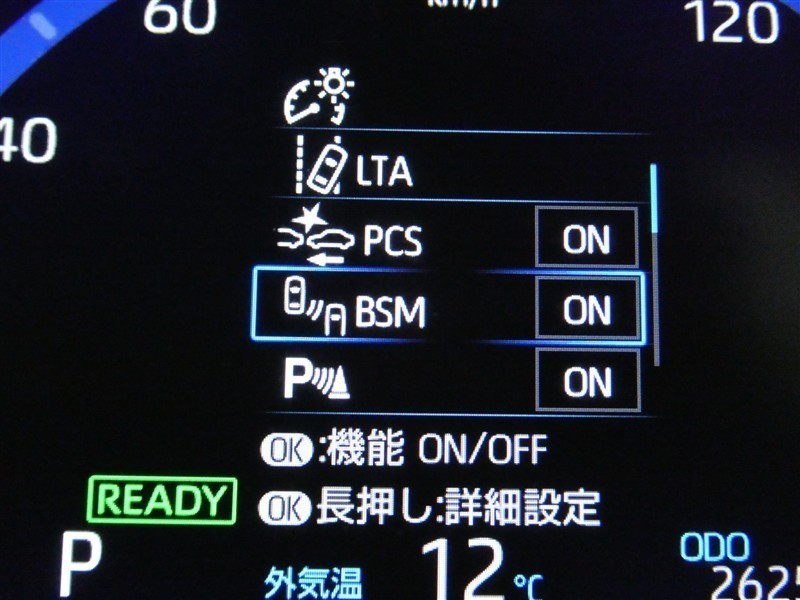 60
120
40
LTA
PCS ON
BSM ON
P ON
OK:機能 ON/OFF
READY
OK長押し:詳細設定
P
外気温 12℃
ODO